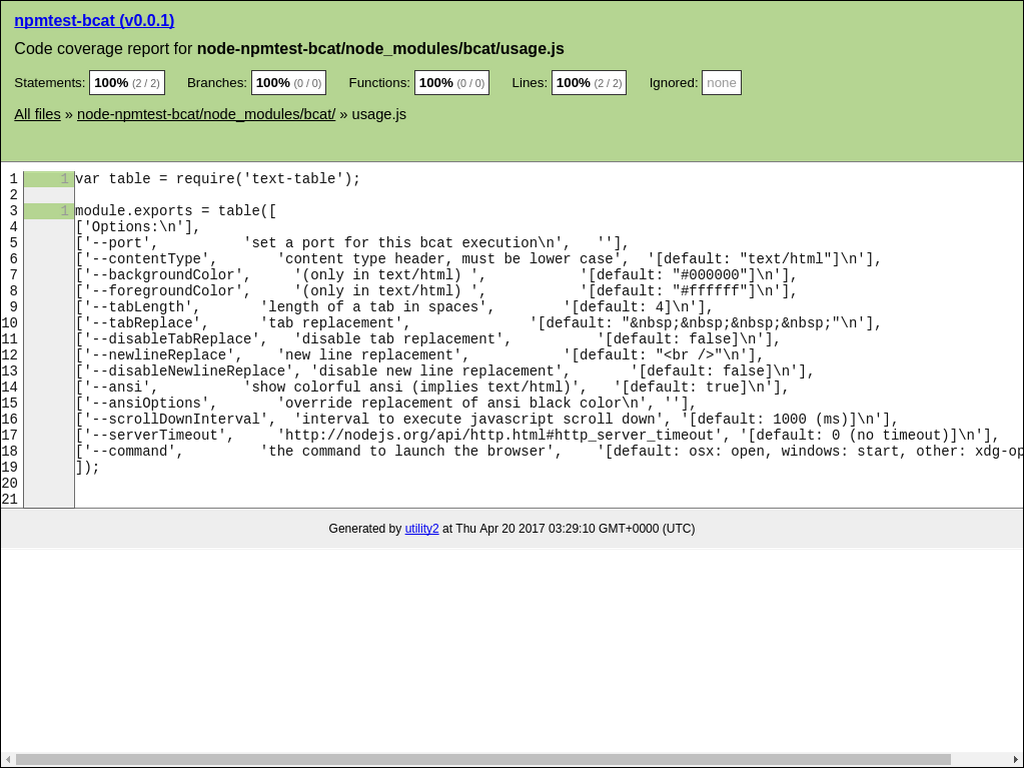 npmtest-bcat (v0.0.1)
Code coverage report for node-npmtest-bcat/node_modules/bcat/usage.js
Statements: 100% (2 / 2) Branches: 100% (0 / 0) Functions: 100% (0 / 0) Lines: 100% (2 / 2) Ignored: none
All files » node-npmtest-bcat/node_modules/bcat/ » usage.js
1 1 var table = require('text-table');
2
3 1 module.exports = table([
4 ['Options:\n'],
5 ['--port', 'set a port for this bcat execution\n', ''],
6 ['--contentType', 'content type header, must be lower case', '[default: "text/html"]\n'],
7 ['--backgroundColor', '(only in text/html) ', '[default: "#000000"]\n'],
8 ['--foregroundColor', '(only in text/html) ', '[default: "#ffffff"]\n'],
9 ['--tabLength', 'length of a tab in spaces', '[default: 4]\n'],
10 ['--tabReplace', 'tab replacement', '[default: "&nbsp;&nbsp;&nbsp;&nbsp;"\n'],
11 ['--disableTabReplace', 'disable tab replacement', '[default: false]\n'],
12 ['--newlineReplace', 'new line replacement', '[default: "<br />"\n'],
13 ['--disableNewlineReplace', 'disable new line replacement', '[default: false]\n'],
14 ['--ansi', 'show colorful ansi (implies text/html)', '[default: true]\n'],
15 ['--ansiOptions', 'override replacement of ansi black color\n', ''],
16 ['--scrollDownInterval', 'interval to execute javascript scroll down', '[default: 1000 (ms)]\n'],
17 ['--serverTimeout', 'http://nodejs.org/api/http.html#http_server_timeout', '[default: 0 (no timeout)]\n'],
18 ['--command', 'the command to launch the browser', '[default: osx: open, windows: start, other: xdg-op
19 ]);
20
21
Generated by utility2 at Thu Apr 20 2017 03:29:10 GMT+0000 (UTC)